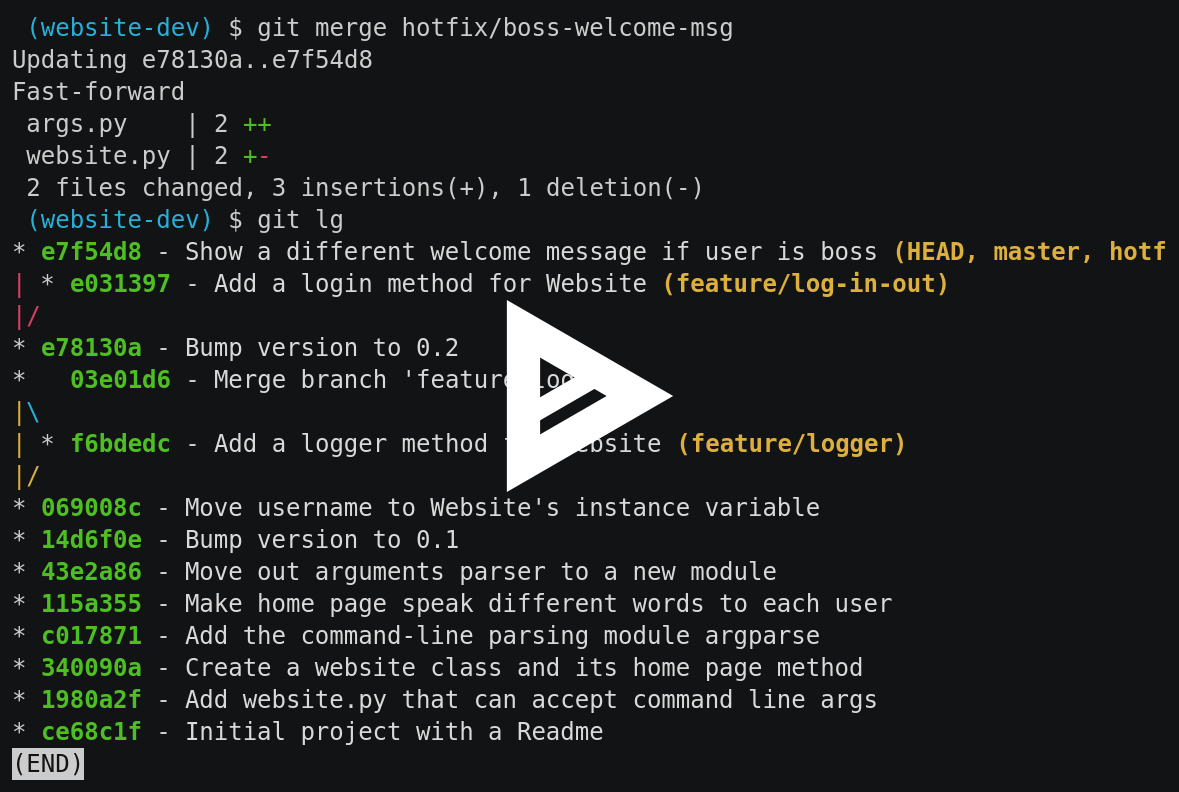 (website-dev) $ git merge hotfix/boss-welcome-msg
Updating e78130a..e7f54d8
Fast-forward
 args.py    | 2 ++
 website.py | 2 +-
 2 files changed, 3 insertions(+), 1 deletion(-)
 (website-dev) $ git lg
* e7f54d8 - Show a different welcome message if user is boss (HEAD, master, hotf
| * e031397 - Add a login method for Website (feature/log-in-out)
|/
* e78130a - Bump version to 0.2
*   03e01d6 - Merge branch
|\
| * f6bdedc - Add a logger method (feature/logger)
|/
* 069008c - Move username to Website's instance variable
* 14d6f0e - Bump version to 0.1
* 43e2a86 - Move out arguments parser to a new module
* 115a355 - Make home page speak different words to each user
* c017871 - Add the command-line parsing module argparse
* 340090a - Create a website class and its home page method
* 1980a2f - Add website.py that can accept command line args
* ce68c1f - Initial project with a Readme
(END)